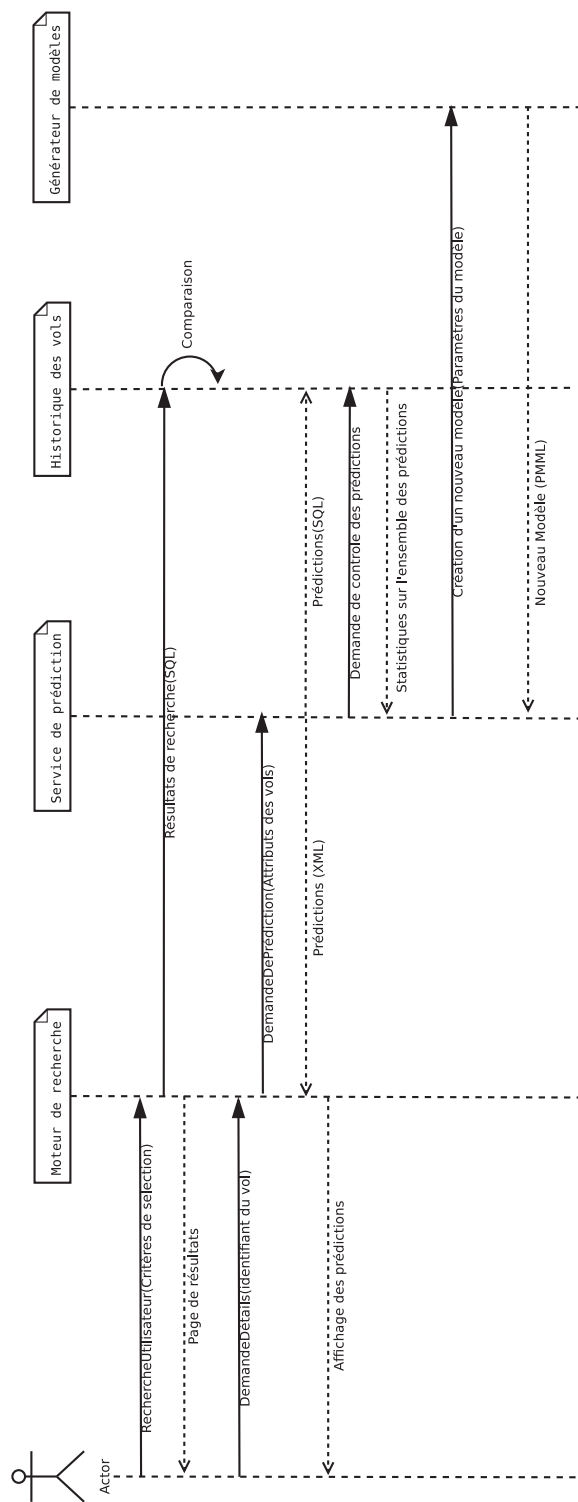 Actor
Moteur de recherche
Service de prédiction
Historique des vols
Générateur de modèles
RechercheUtilisateur(Critères de selection)
Résultats de recherche(SQL)
Comparaison
Page de résultats
DemandeDétails(identifiant du vol)
DemandeDePrédiction(Attributs des vols)
Prédictions (XML)
Prédictions(SQL)
Affichage des prédictions
Demande de controle des prédictions
Statistiques sur l'ensemble des prédictions
Création d'un nouveau modèle(Paramètres du modèle)
Nouveau Modèle (PMML)